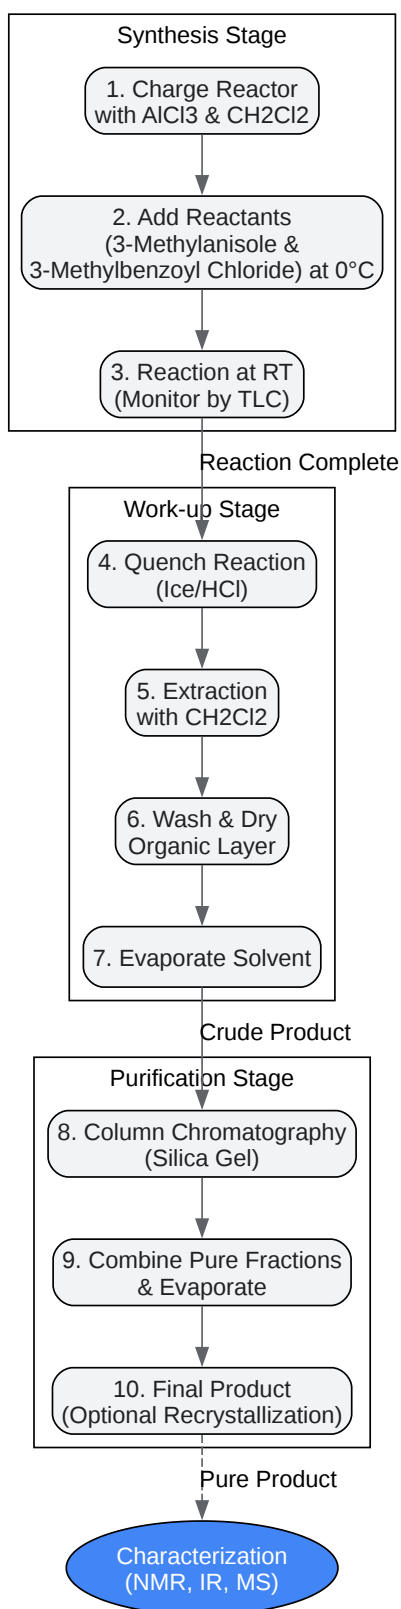 Synthesis Stage
1. Charge Reactor
with AlCl3 & CH2Cl2
2. Add Reactants
(3-Methylanisole &
3-Methylbenzoyl Chloride) at 0°C
3. Reaction at RT
(Monitor by TLC)
Reaction Complete
Work-up Stage
4. Quench Reaction
(Ice/HCl)
5. Extraction
with CH2Cl2
6. Wash & Dry
Organic Layer
7. Evaporate Solvent
Crude Product
Purification Stage
8. Column Chromatography
(Silica Gel)
9. Combine Pure Fractions
& Evaporate
10. Final Product
(Optional Recrystallization)
Pure Product
Characterization
(NMR, IR, MS)